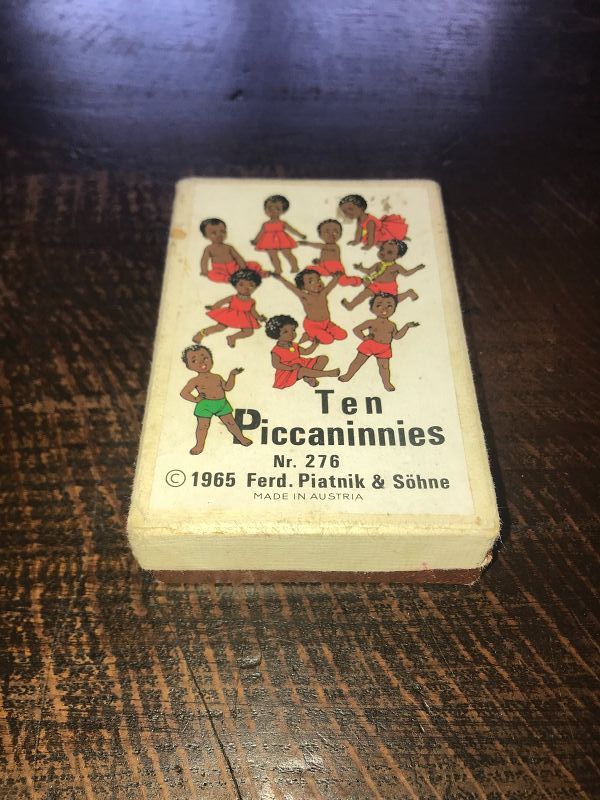 Ten
Piccaninnies
Nr. 276
© 1965 Ferd. Piatnik & Söhne
MADE IN AUSTRIA